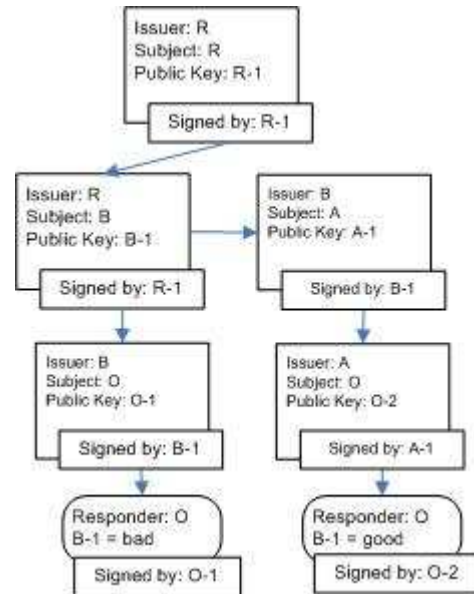 Issuer: R
Subject: R
Public Key: R-1
Signed by: R-1
Issuer: R
Subject: B
Public Key: B-1
Signed by: R-1
Issuer: B
Subject: A
Public Key: A-1
Signed by: B-1
Issuer: B
Subject: O
Public Key: O-1
Signed by: B-1
Issuer: A
Subject: O
Public Key: O-2
Signed by: A-1
Responder: O
B-1 = bad
Signed by: O-1
Responder: O
B-1 = good
Signed by: O-2